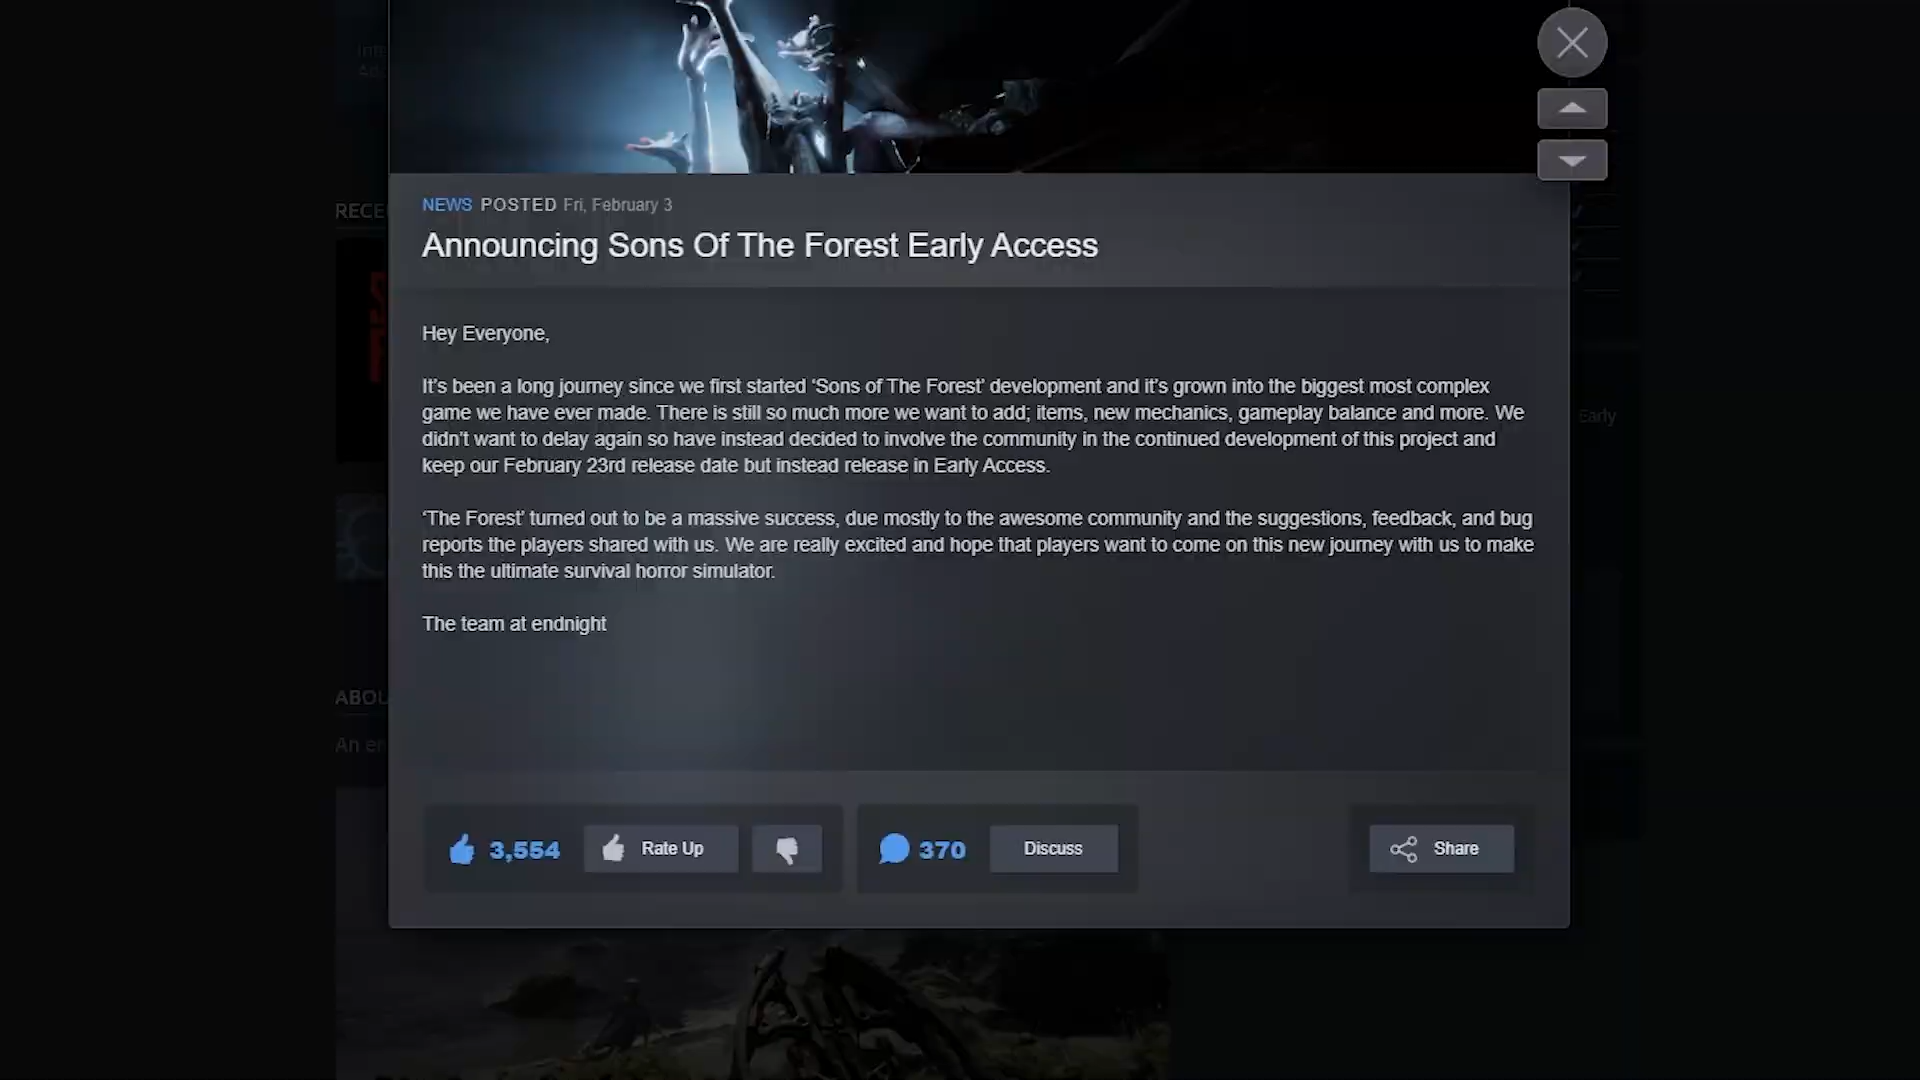 NEWS POSTED Fri, February 3
Announcing Sons Of The Forest Early Access
Hey Everyone,
It's been a long journey since we first started ‘Sons of The Forest’ development and it's grown into the biggest most complex
game we have ever made. There is still so much more we want to add; items, new mechanics, gameplay balance and more. We
didn't want to delay again so have instead decided to involve the community in the continued development of this project and
keep our February 23rd release date but instead release in Early Access.
‘The Forest’ turned out to be a massive success, due mostly to the awesome community and the suggestions, feedback, and bug
reports the players shared with us. We are really excited and hope that players want to come on this new journey with us to make
this the ultimate survival horror simulator.
The team at endnight
3,554 Rate Up 370 Discuss Share
RECE
Early
ABOU
An en